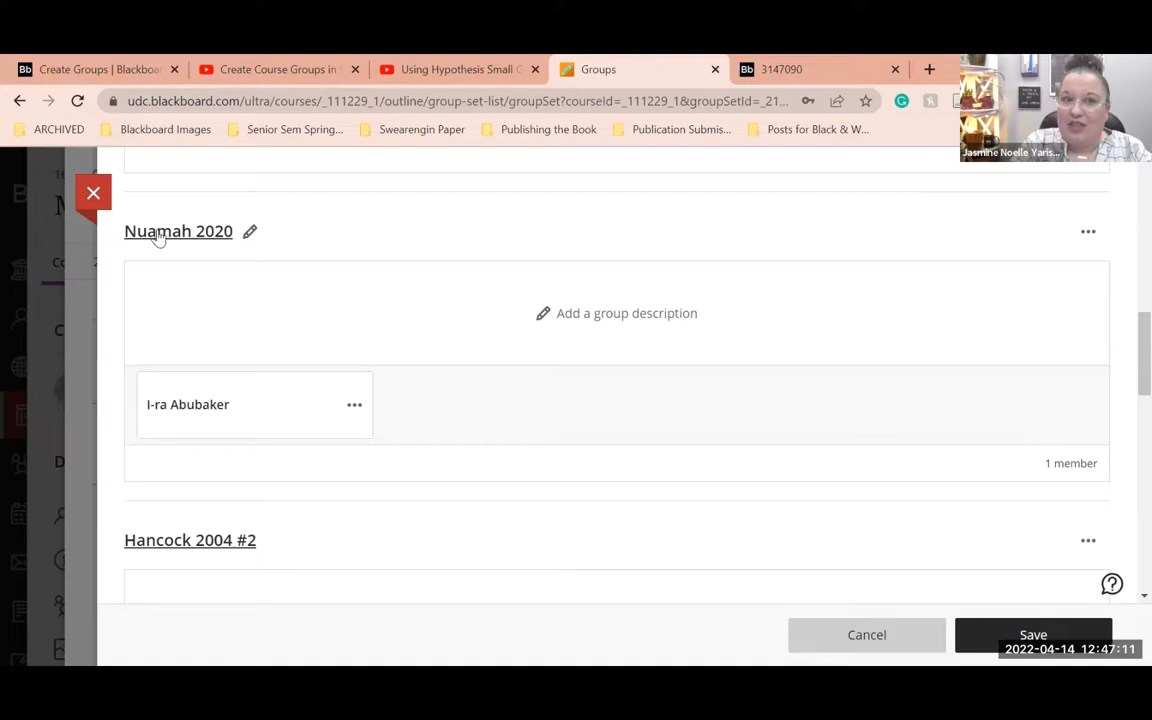 Create Groups | Blackboa
Create Course Groups in
Using Hypothesis Small G
Groups
3147090
udc.blackboard.com/ultra/courses/_111229_1/outline/group-set-list/groupSet?courseId=_111229_1&groupSetId=_21...
ARCHIVED
Blackboard Images
Senior Sem Spring...
Swearengin Paper
Publishing the Book
Publication Submis...
Posts for Black & W...
Jasmine Noelle Yaris...
Nuamah 2020
Add a group description
I-ra Abubaker
1 member
Hancock 2004 #2
Cancel
Save
2022-04-14 12:47:11